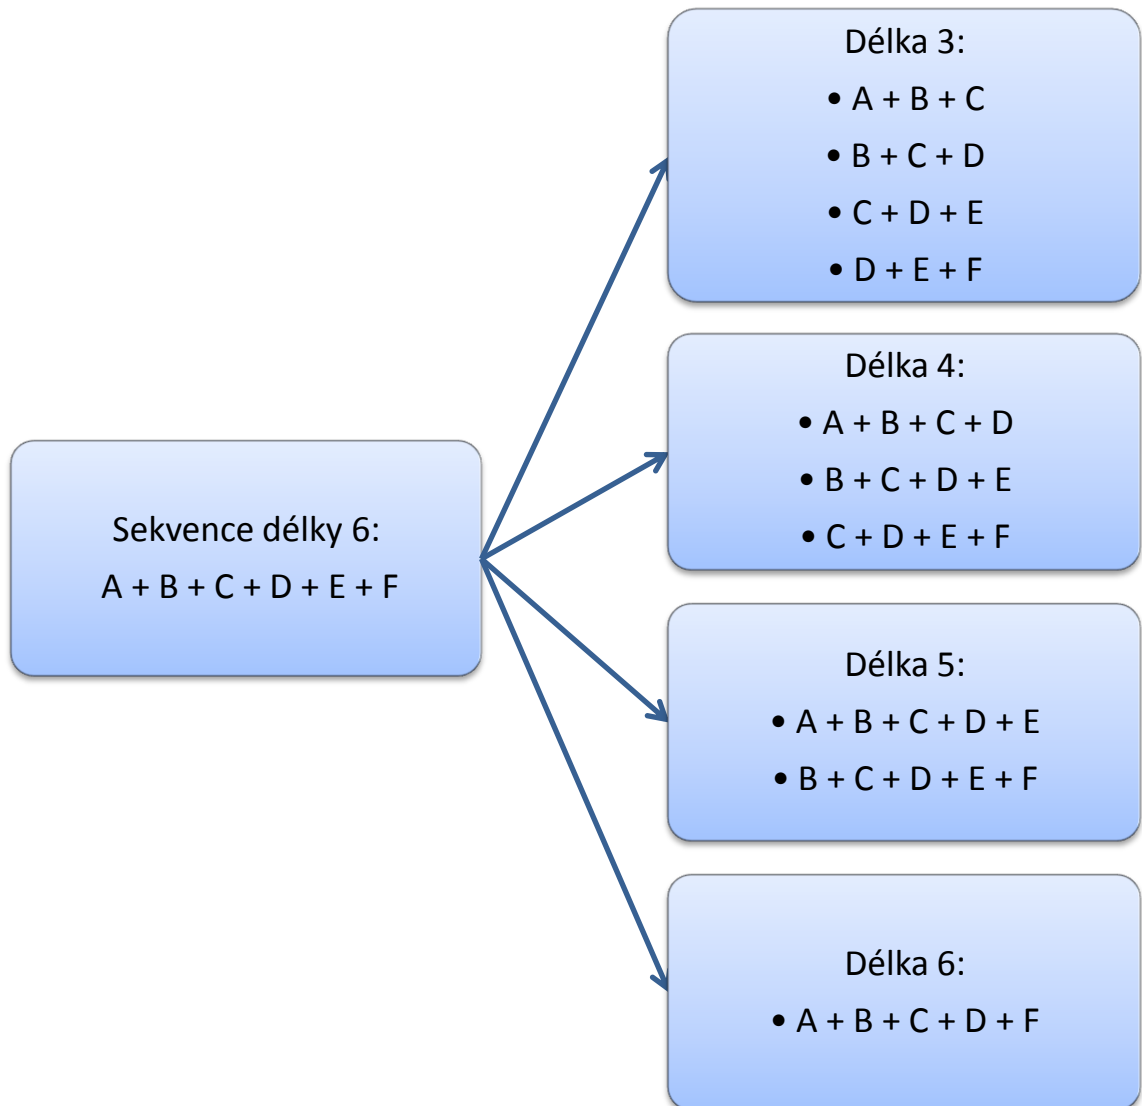 Délka 3:
• A + B + C
• B + C + D
• C + D + E
• D + E + F
Délka 4:
• A + B + C + D
• B + C + D + E
• C + D + E + F
Sekvence délky 6:
A + B + C + D + E + F
Délka 5:
• A + B + C + D + E
• B + C + D + E + F
Délka 6:
• A + B + C + D + F